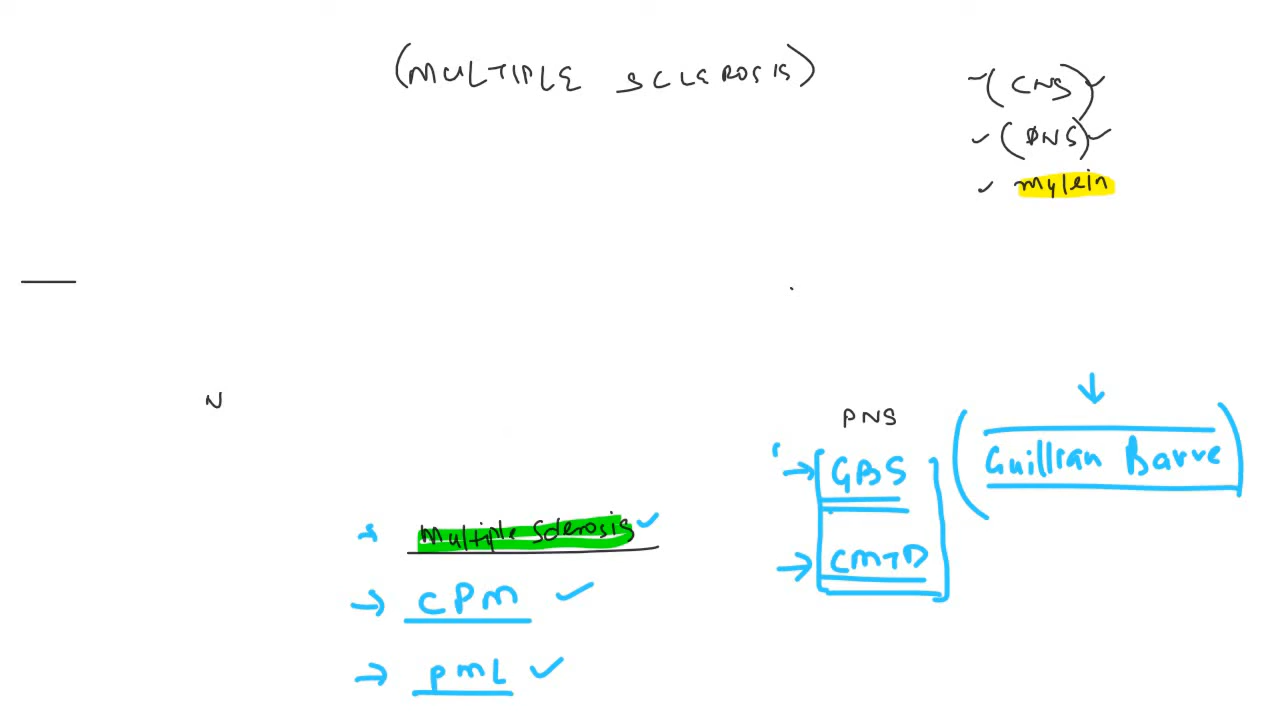 (MULTIPLE SCLEROSIS)
(CNS)
(PNS)
mylein
N
PNS
GBS
(Guillian Barre)
Multiple Sclerosis
CMTD
CPM
PML